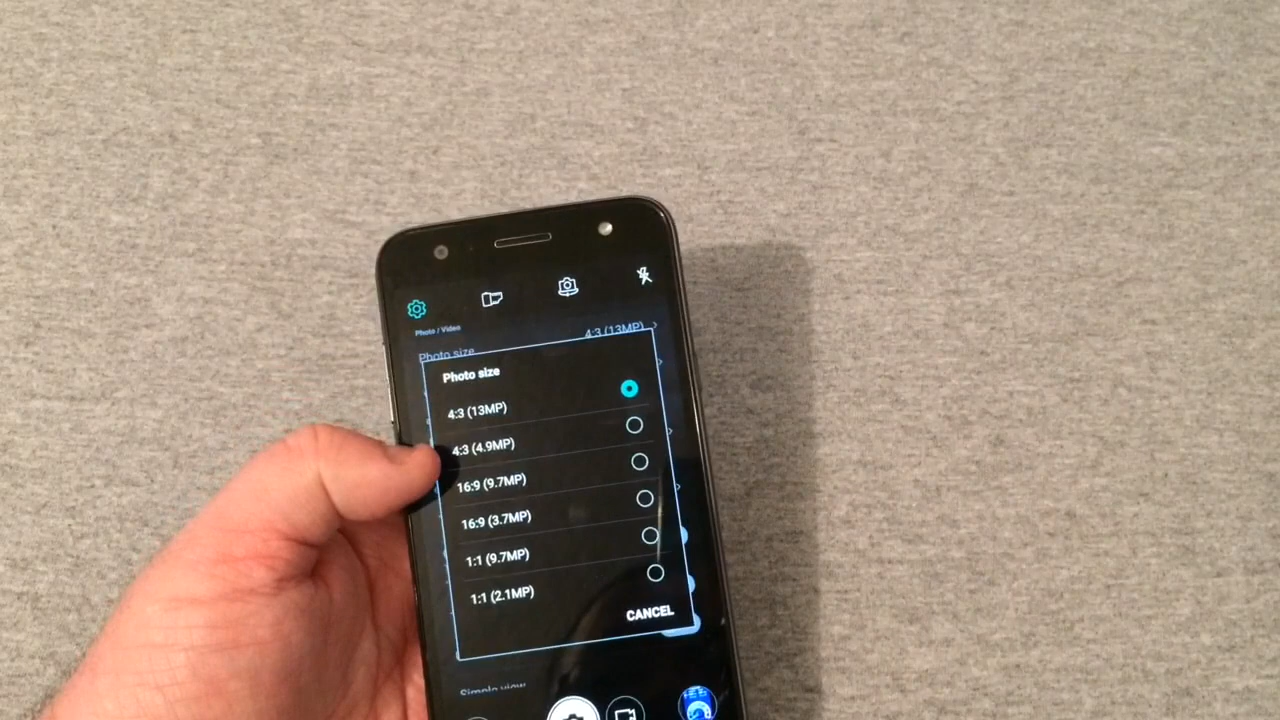 Photo / Video
Photo size 4:3 (13MP)
Photo size
4:3 (13MP)
4:3 (4.9MP)
16:9 (9.7MP)
16:9 (3.7MP)
1:1 (9.7MP)
1:1 (2.1MP)
CANCEL
Simple view